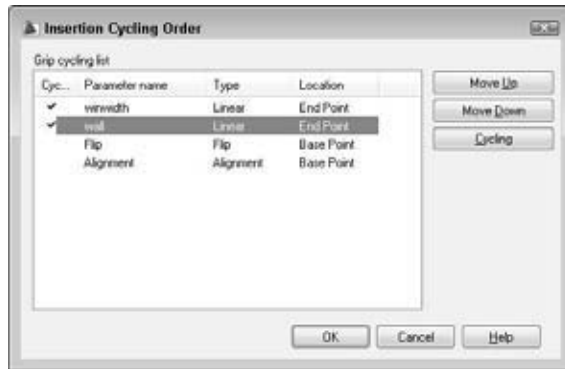 Insertion Cycling Order
Grip cycling list
Cyc... Parameter name Type Location
winwidth Linear End Point
wall Linear End Point
Flip Flip Base Point
Alignment Alignment Base Point
Move Up
Move Down
Cycling
OK Cancel Help